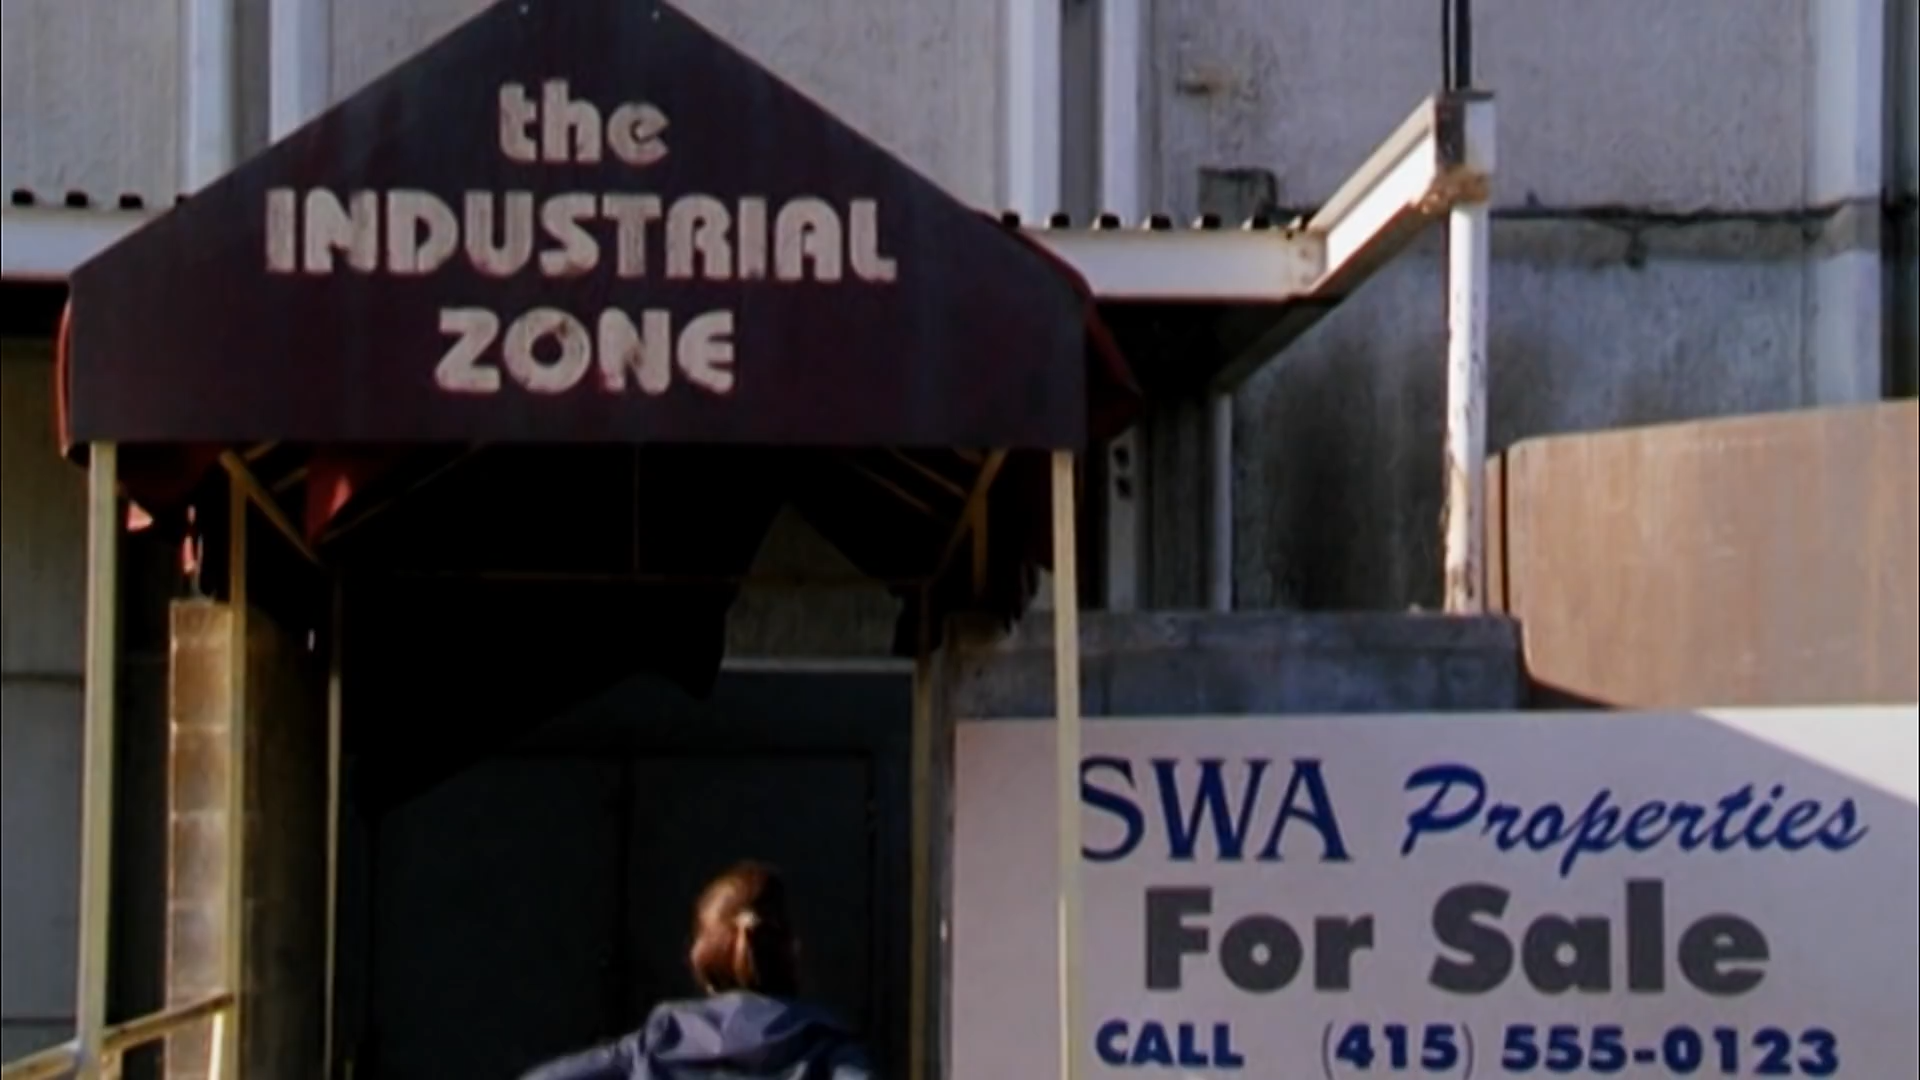 the
INDUSTRIAL
ZONE
SWA Properties
For Sale
CALL (415) 555-0123